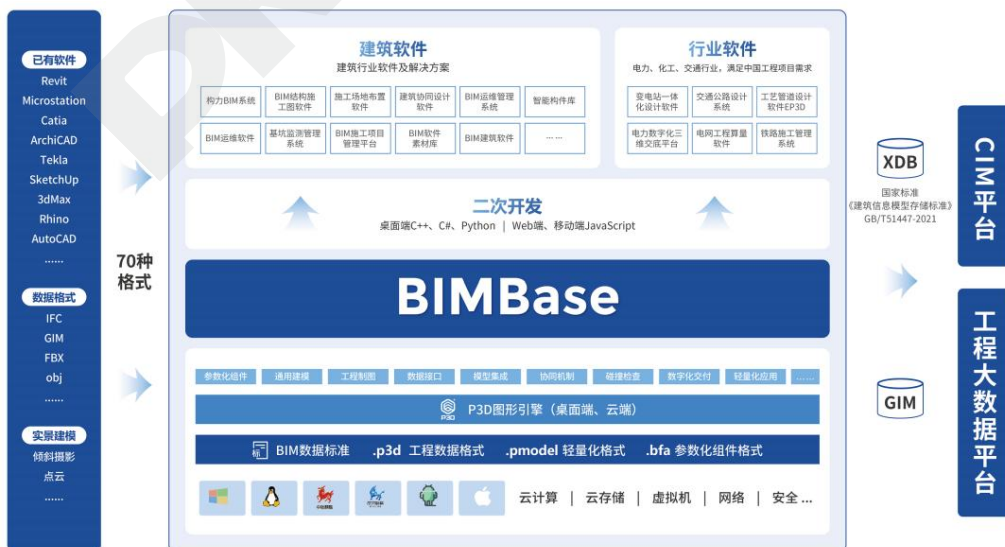 已有软件
Revit
Microstation
Catia
ArchiCAD
Tekla
SketchUp
3dMax
Rhino
AutoCAD
......
数据格式
IFC
GIM
FBX
obj
......
实景建模
倾斜摄影
点云
......
70种
格式
建筑软件
建筑行业软件及解决方案
构力BIM系统
BIM结构施
工图软件
施工场地布置
软件
建筑协同设计
软件
BIM运维管理
系统
智能构件库
BIM运维软件
基坑监测管理
系统
BIM施工项目
管理平台
BIM软件
素材库
BIM建筑软件
... ...
行业软件
电力、化工、交通行业，满足中国工程项目需求
变电站一体
化设计软件
交通公路设计
系统
工艺管道设计
软件EP3D
电力数字化三
维交底平台
电网工程算量
软件
铁路施工管理
系统
二次开发
桌面端C++、C#、Python | Web端、移动端JavaScript
BIMBase
参数化组件
通用建模
工程制图
数据接口
模型集成
协同机制
碰撞检查
数字化交付
轻量化应用
......
P3D
P3D图形引擎（桌面端、云端）
标
BIM数据标准 .p3d 工程数据格式 .pmodel 轻量化格式 .bfa 参数化组件格式
云计算 | 云存储 | 虚拟机 | 网络 | 安全 ...
XDB
国家标准
《建筑信息模型存储标准》
GB/T51447-2021
GIM
CIM平台
工程大数据平台